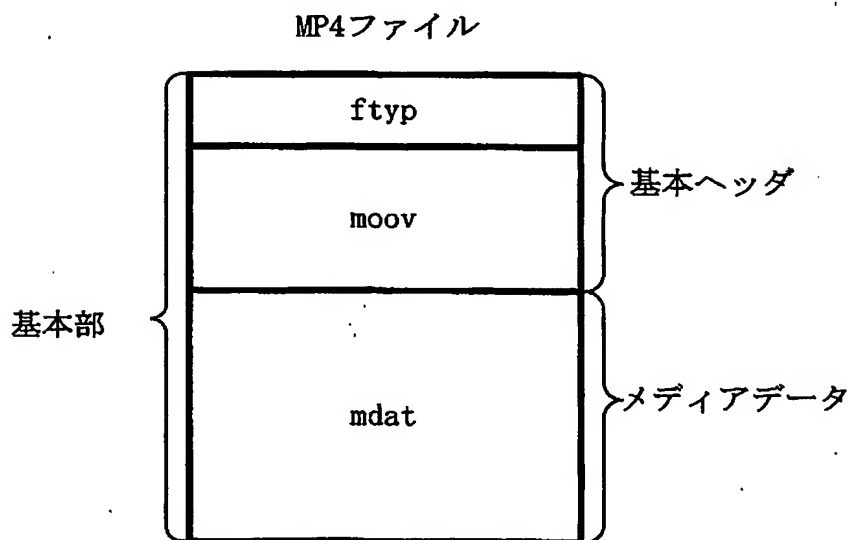 MP4ファイル
ftyp
基本ヘッダ
moov
基本部
メディアデータ
mdat